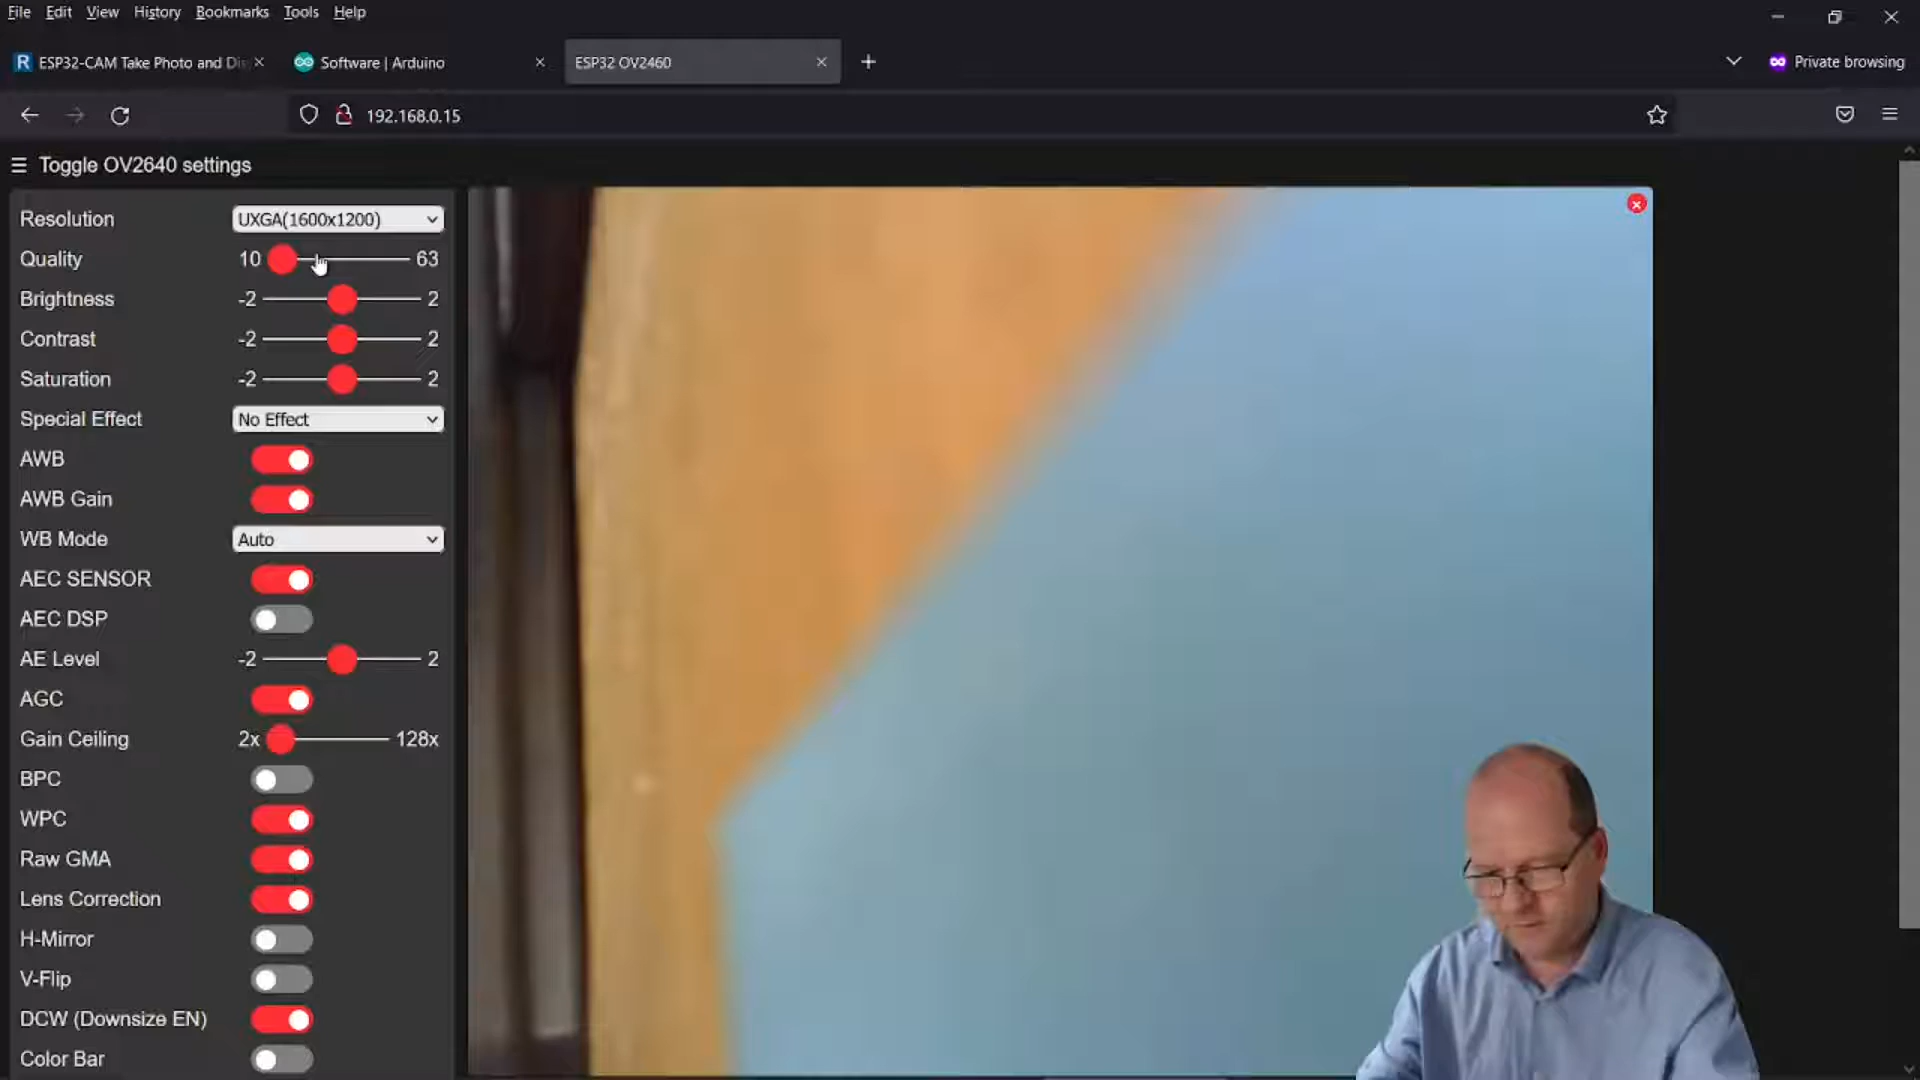 File Edit View History Bookmarks Tools Help
ESP32-CAM Take Photo and Di
Software | Arduino
ESP32 OV2460
Private browsing
192.168.0.15
Toggle OV2640 settings
Resolution UXGA(1600x1200)
Quality 10 63
Brightness -2 2
Contrast -2 2
Saturation -2 2
Special Effect No Effect
AWB
AWB Gain
WB Mode Auto
AEC SENSOR
AEC DSP
AE Level -2 2
AGC
Gain Ceiling 2x 128x
BPC
WPC
Raw GMA
Lens Correction
H-Mirror
V-Flip
DCW (Downsize EN)
Color Bar